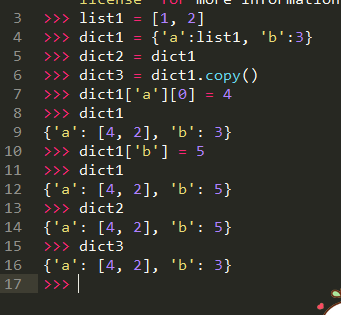 license" for more information
3 >>> list1 = [1, 2]
4 >>> dict1 = {'a':list1, 'b':3}
5 >>> dict2 = dict1
6 >>> dict3 = dict1.copy()
7 >>> dict1['a'][0] = 4
8 >>> dict1
9 {'a': [4, 2], 'b': 3}
10 >>> dict1['b'] = 5
11 >>> dict1
12 {'a': [4, 2], 'b': 5}
13 >>> dict2
14 {'a': [4, 2], 'b': 5}
15 >>> dict3
16 {'a': [4, 2], 'b': 3}
17 >>>